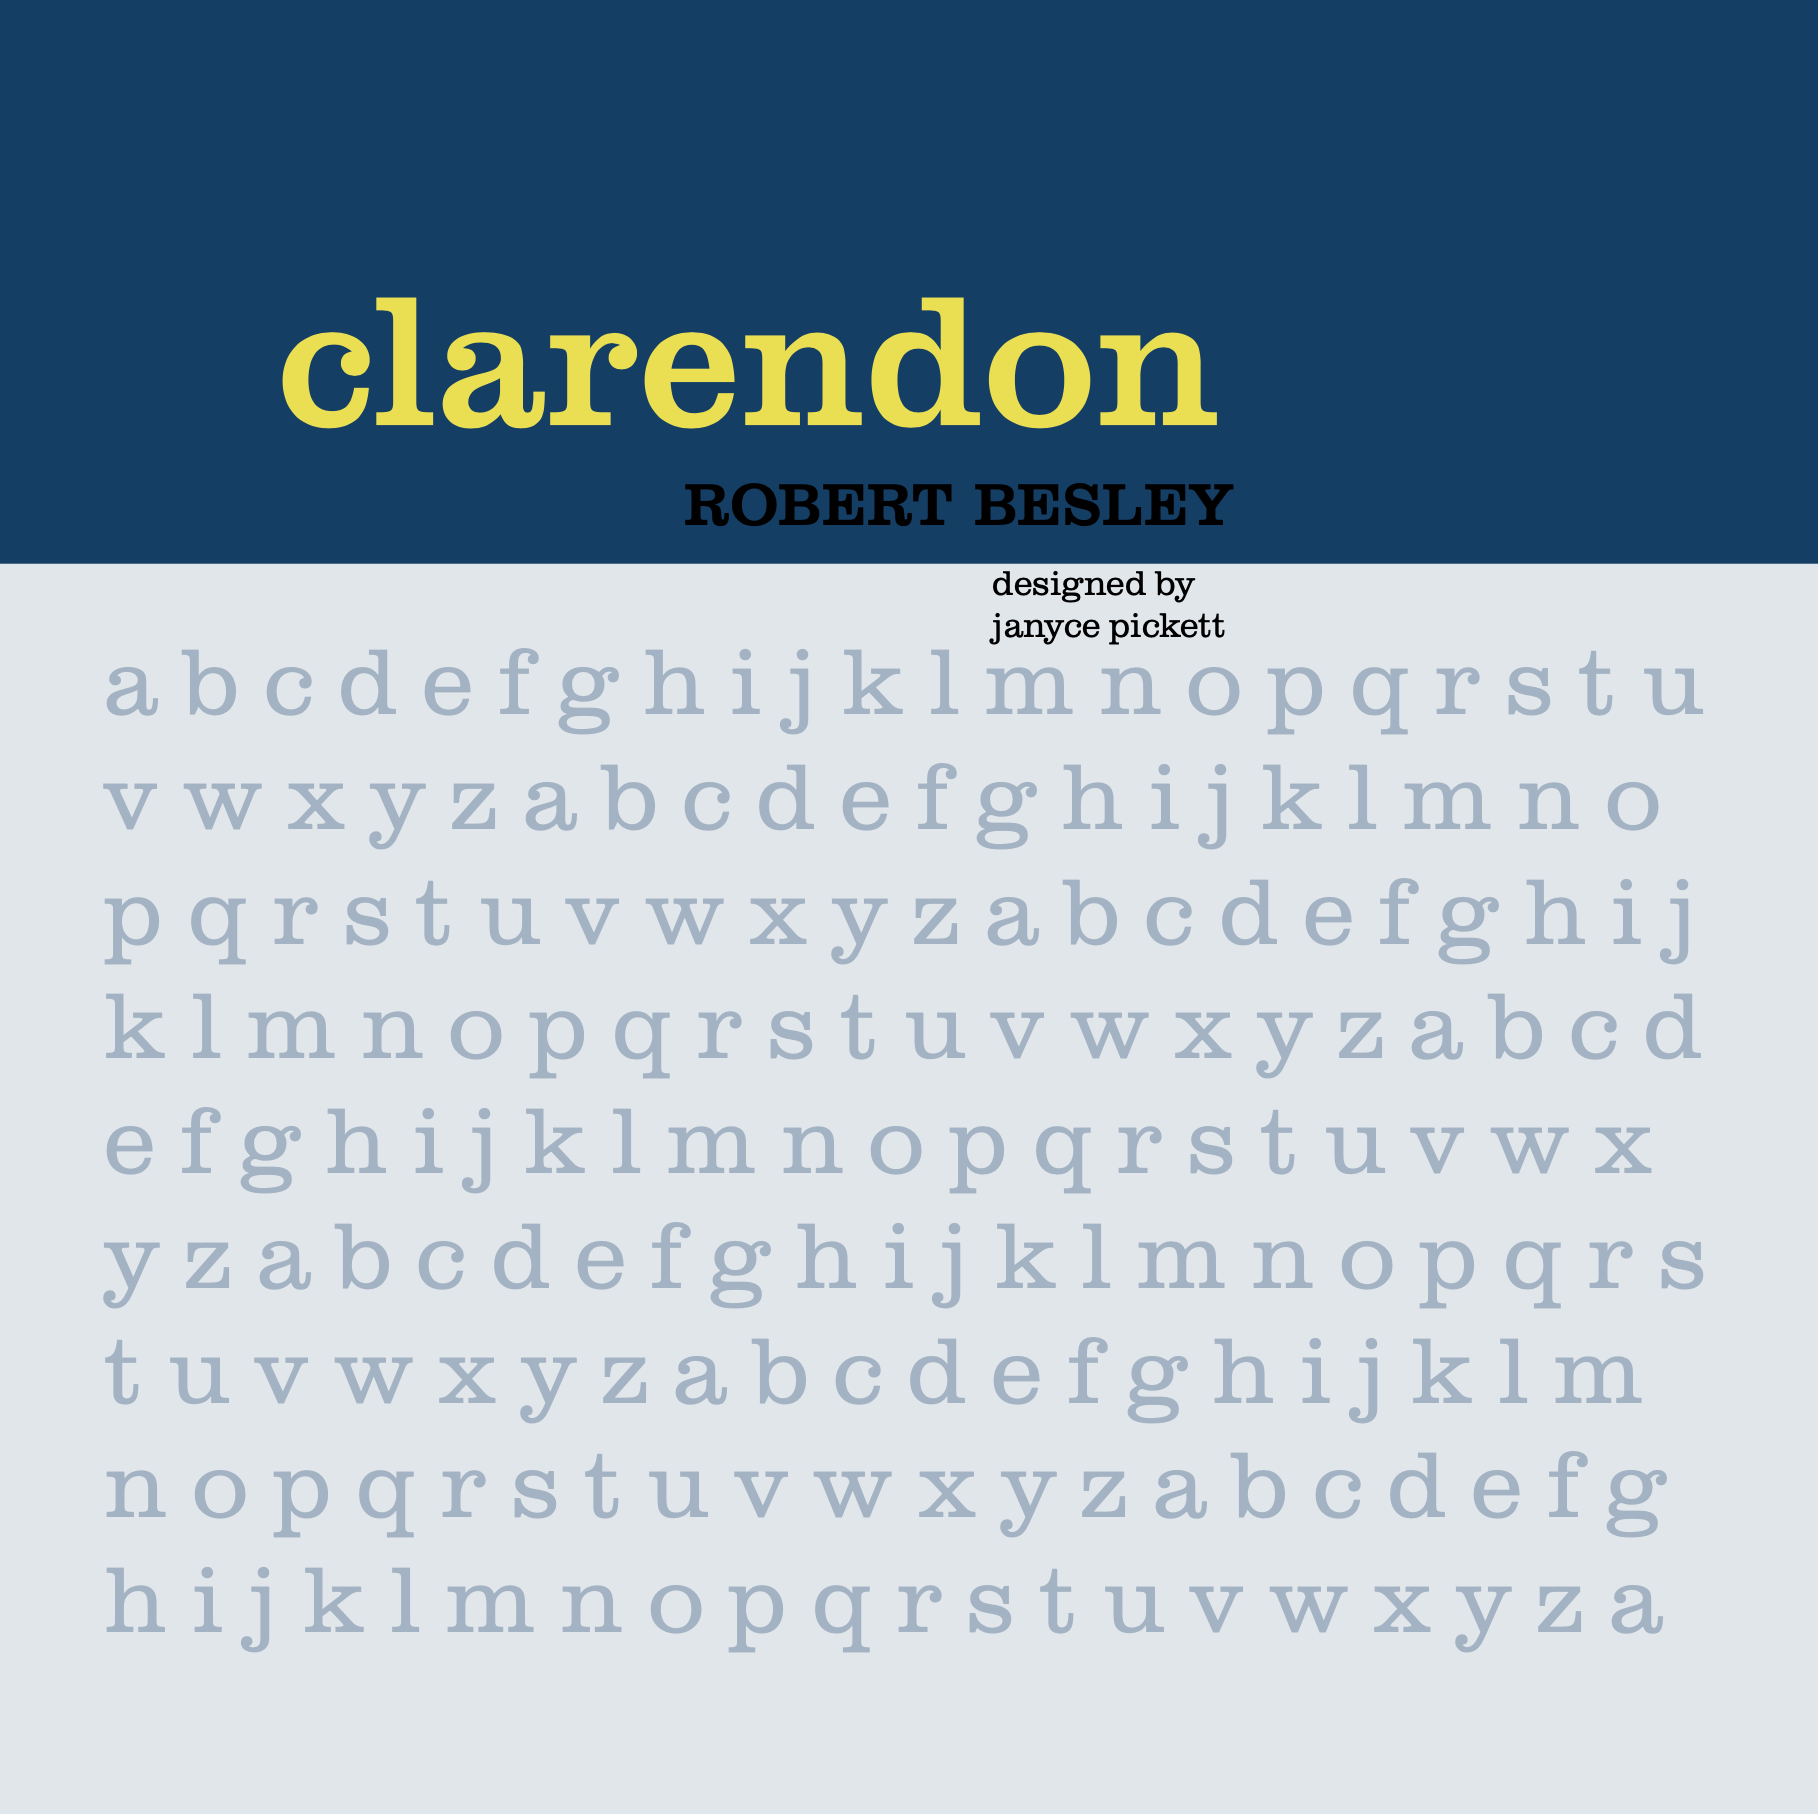 clarendon
ROBERT BESLEY
designed by
janyce pickett
a b c d e f g h i j k l m n o p q r s t u
v w x y z a b c d e f g h i j k l m n o
p q r s t u v w x y z a b c d e f g h i j
k l m n o p q r s t u v w x y z a b c d
e f g h i j k l m n o p q r s t u v w x
y z a b c d e f g h i j k l m n o p q r s
t u v w x y z a b c d e f g h i j k l m
n o p q r s t u v w x y z a b c d e f g
h i j k l m n o p q r s t u v w x y z a